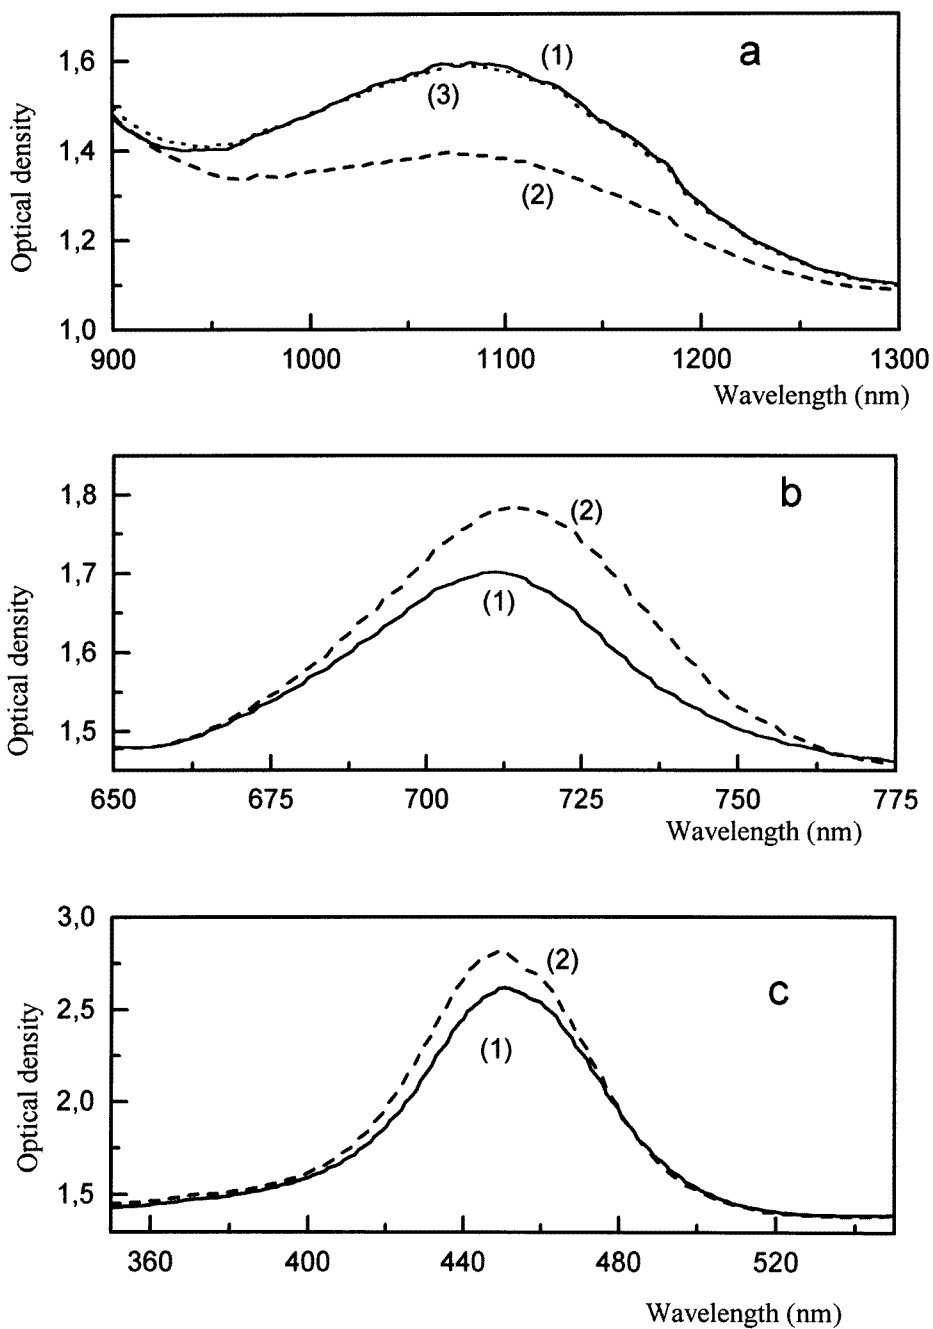 a
1,6
(1)
(3)
1,4
(2)
1,2
1,0
Optical density
900 1000 1100 1200 1300
Wavelength (nm)
b
1,8
(2)
1,7
(1)
1,6
1,5
Optical density
650 675 700 725 750 775
Wavelength (nm)
3,0
(2)
c
2,5
(1)
2,0
1,5
Optical density
360 400 440 480 520
Wavelength (nm)